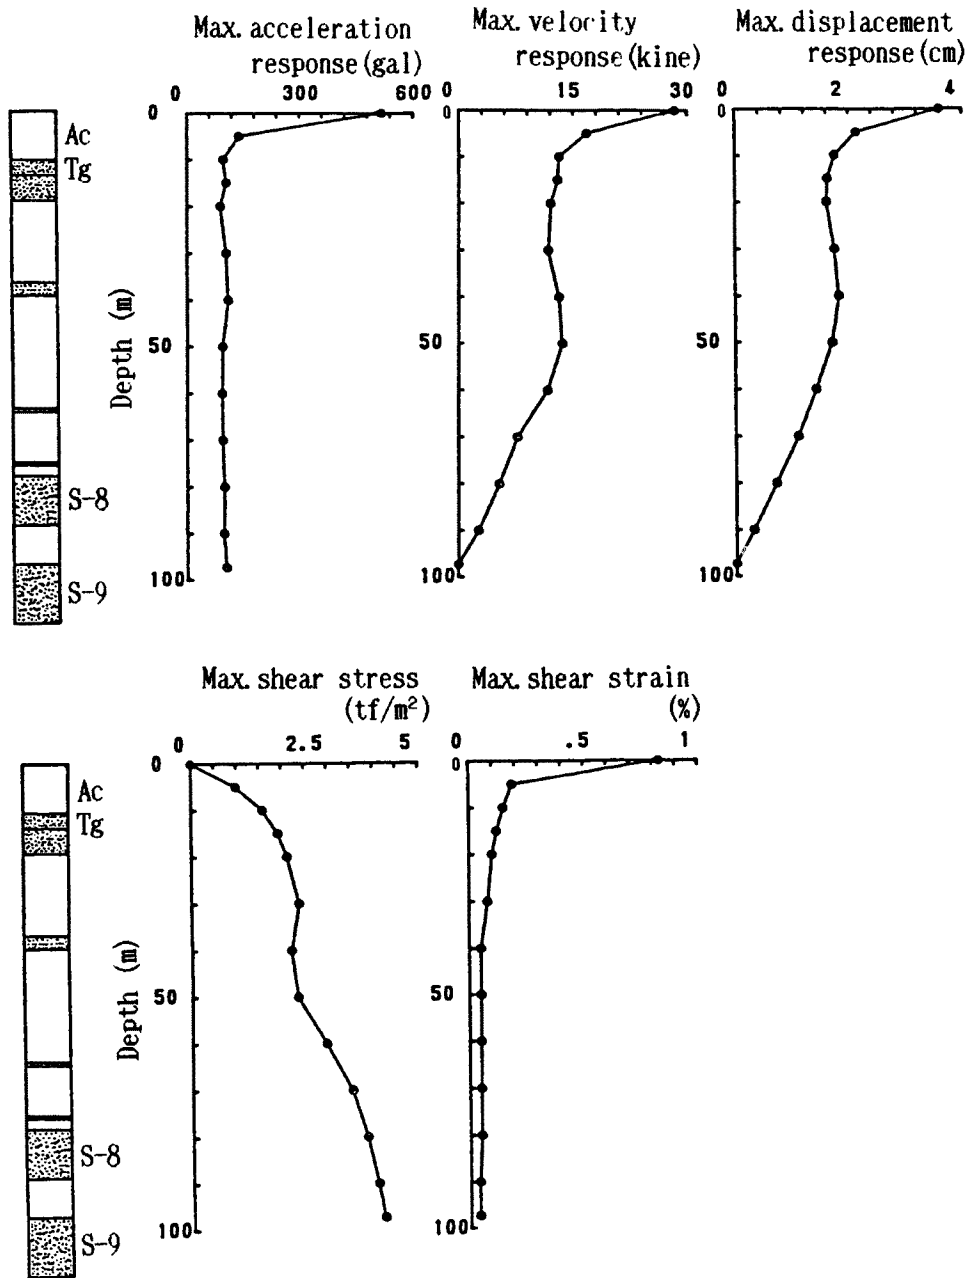 Max. acceleration
response (gal)
0 300 600
Max. velocity
response (kine)
0 15 30
Max. displacement
response (cm)
0 2 4
Ac
Tg
S-8
S-9
Depth (m)
0
50
100
0
50
100
0
50
100
Max. shear stress
(tf/m²)
0 2.5 5
Max. shear strain
(%)
0 .5 1
Ac
Tg
S-8
S-9
Depth (m)
0
50
100
0
50
100